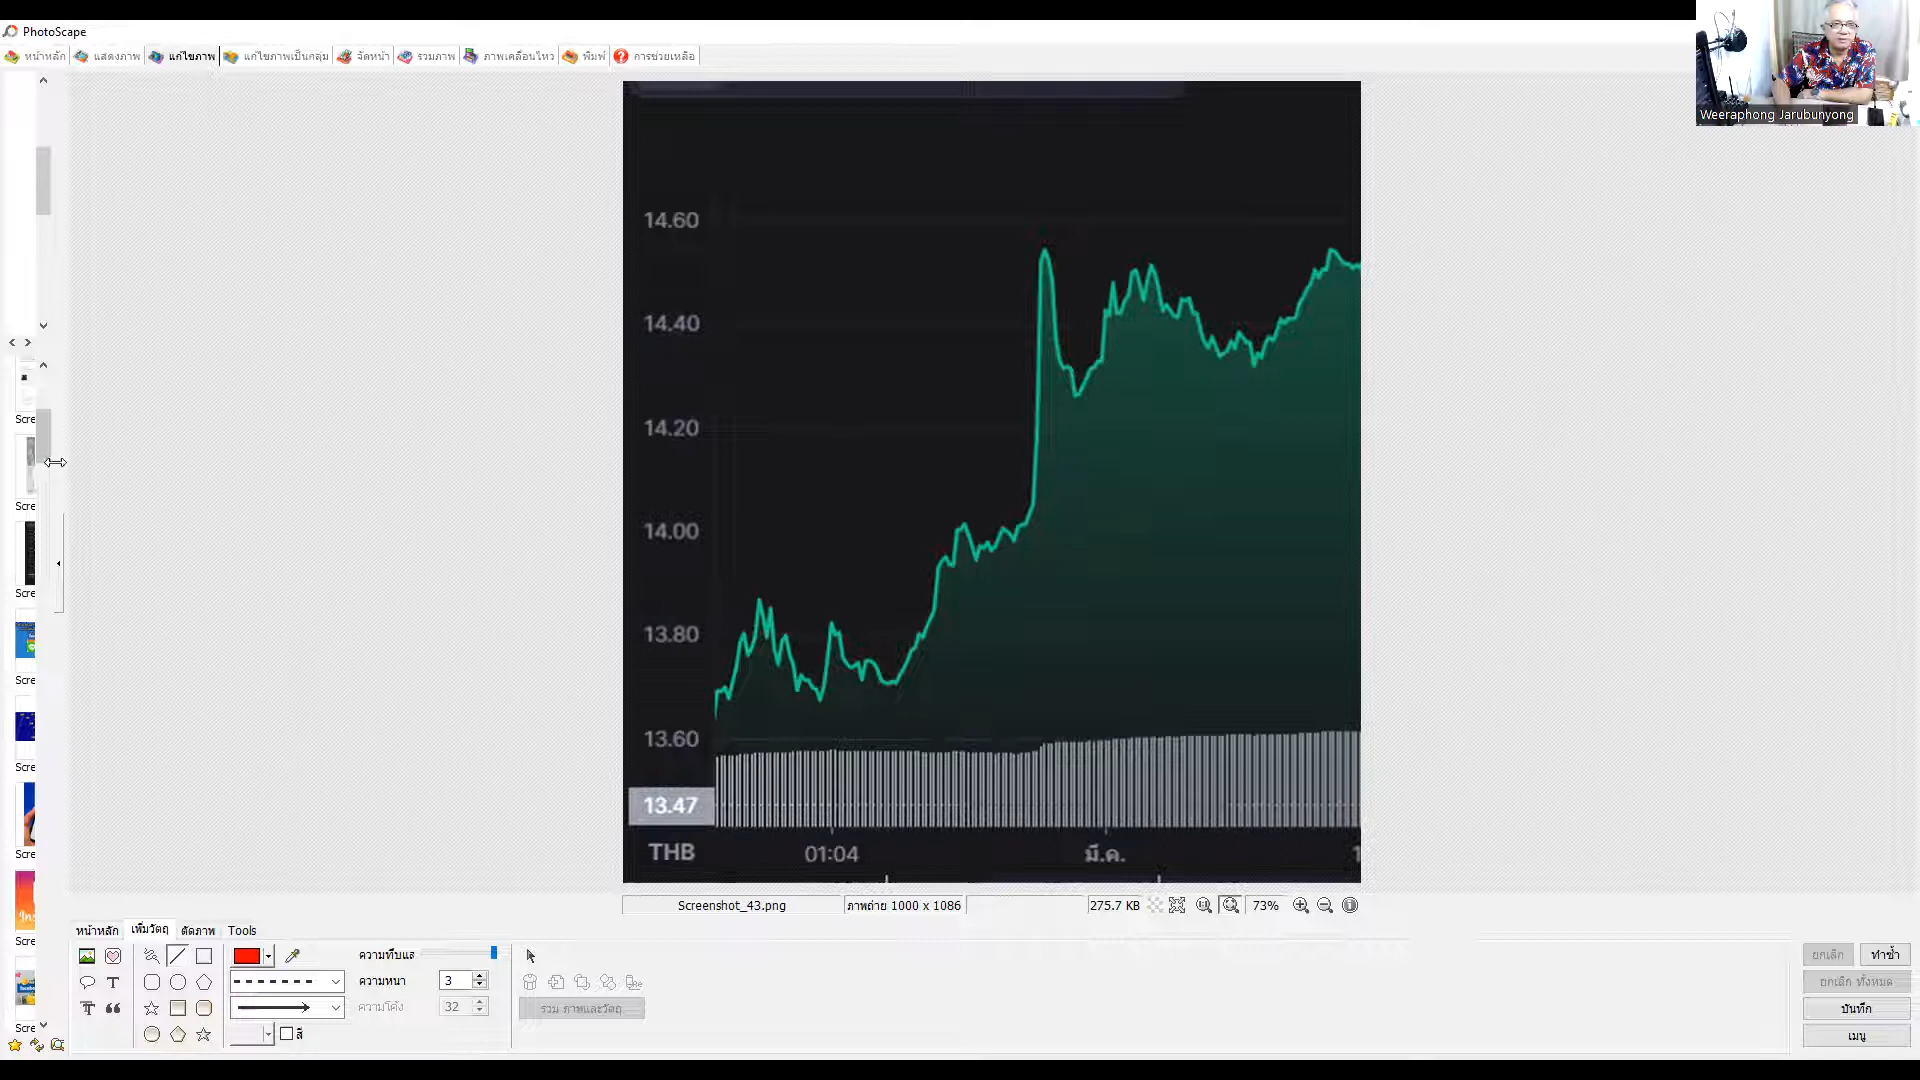 PhotoScape
หน้าหลัก แสดงภาพ แก้ไขภาพ แก้ไขภาพเป็นกลุ่ม จัดหน้า รวมภาพ ภาพเคลื่อนไหว พิมพ์ การช่วยเหลือ
Weeraphong Jarubunyong
14.60
14.40
14.20
14.00
13.80
13.60
13.47
THB 01:04 มี.ค. 1
Scre
Scre
Scre
Scre
Scre
Scre
Scre
Scre
Screenshot_43.png ภาพถ่าย 1000 x 1086 275.7 KB 73%
หน้าหลัก เพิ่มวัตถุ ตัดภาพ Tools
ความทึบแส
ความหนา 3
ความโค้ง 32
สี
รวม ภาพและวัตถุ
ยกเลิก ทำซ้ำ
ยกเลิก ทั้งหมด
บันทึก
เมนู